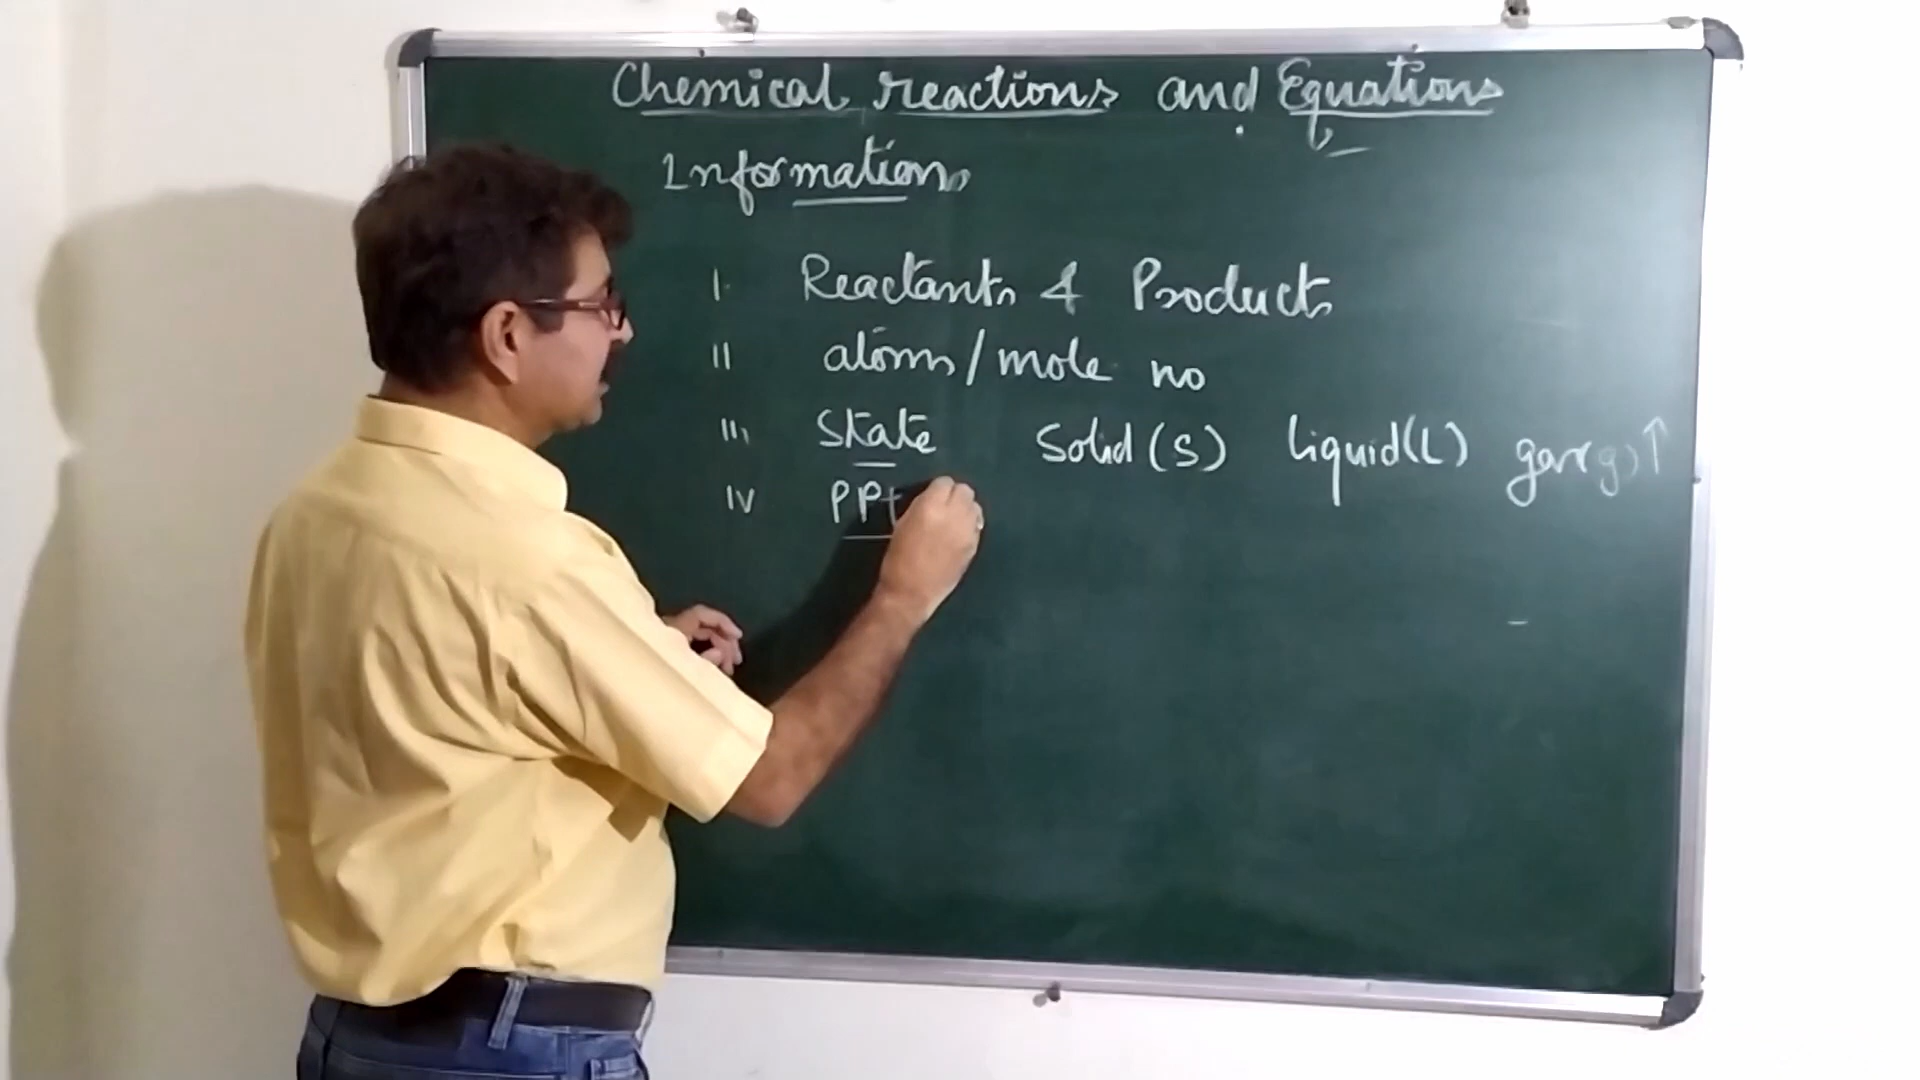 Chemical reactions and Equations
Information
I. Reactants & Products
II atoms/mole no
III State Solid (S) liquid(L) gas(g)↑
IV PPt